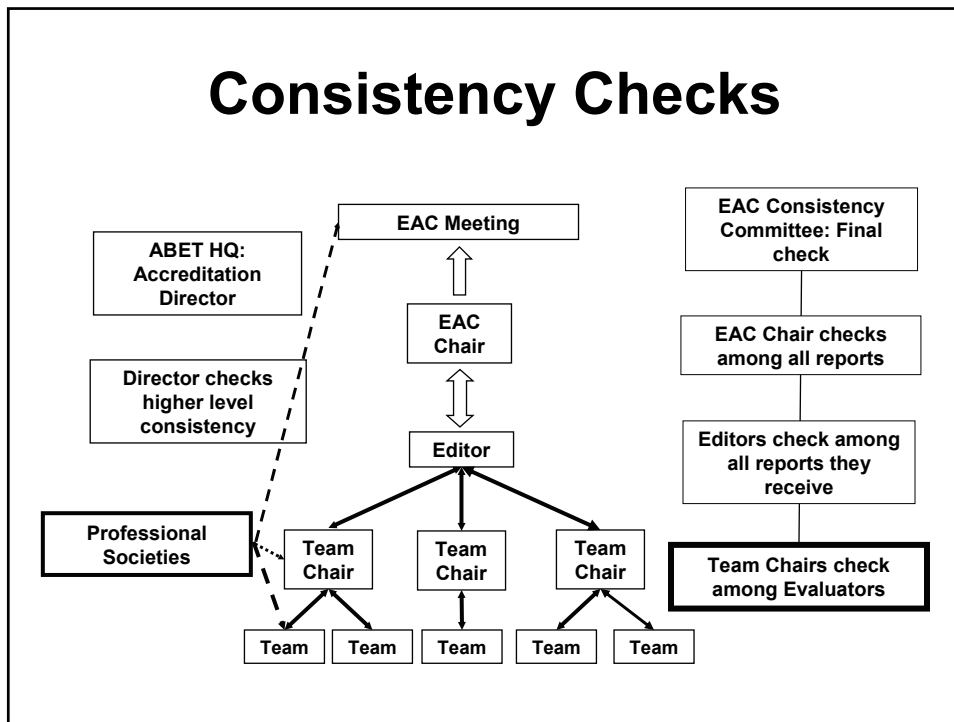 Consistency Checks
EAC Meeting
ABET HQ:
Accreditation
Director
EAC
Chair
Director checks
higher level
consistency
Editor
Professional
Societies
Team
Chair
Team
Chair
Team
Chair
Team
Team
Team
Team
Team
EAC Consistency
Committee: Final
check
EAC Chair checks
among all reports
Editors check among
all reports they
receive
Team Chairs check
among Evaluators